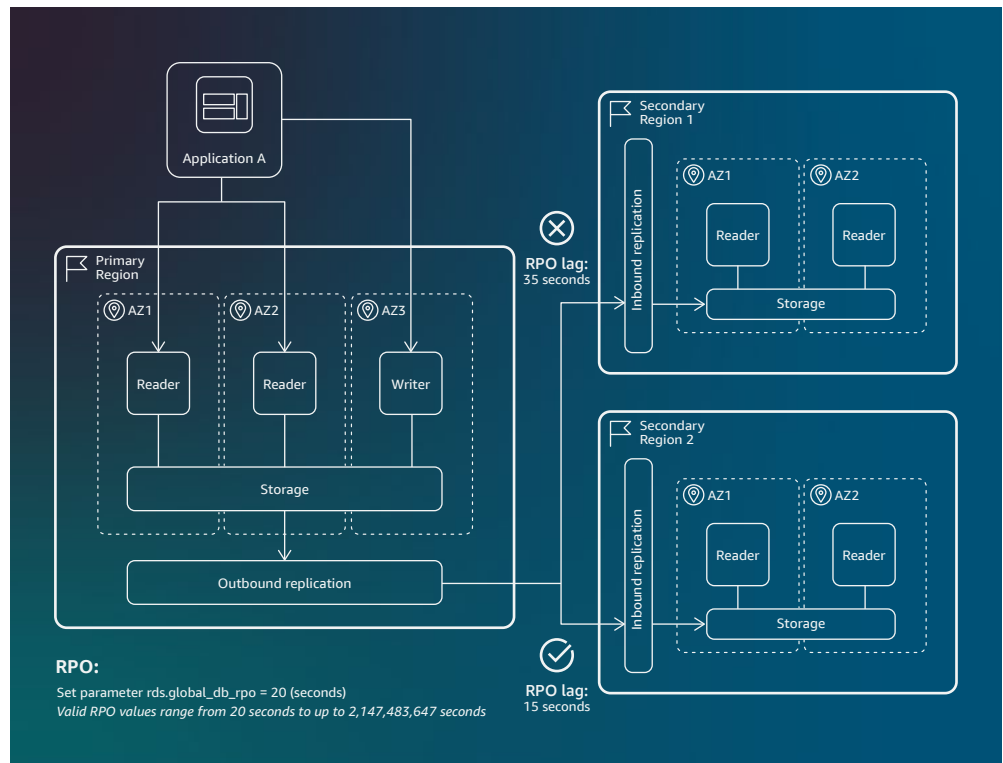 Application A
Primary
Region
AZ1
AZ2
AZ3
Reader
Reader
Writer
Storage
Outbound replication
RPO:
Set parameter rds.global_db_rpo = 20 (seconds)
Valid RPO values range from 20 seconds to up to 2,147,483,647 seconds
RPO lag:
35 seconds
Secondary
Region 1
Inbound replication
AZ1
AZ2
Reader
Reader
Storage
RPO lag:
15 seconds
Secondary
Region 2
Inbound replication
AZ1
AZ2
Reader
Reader
Storage